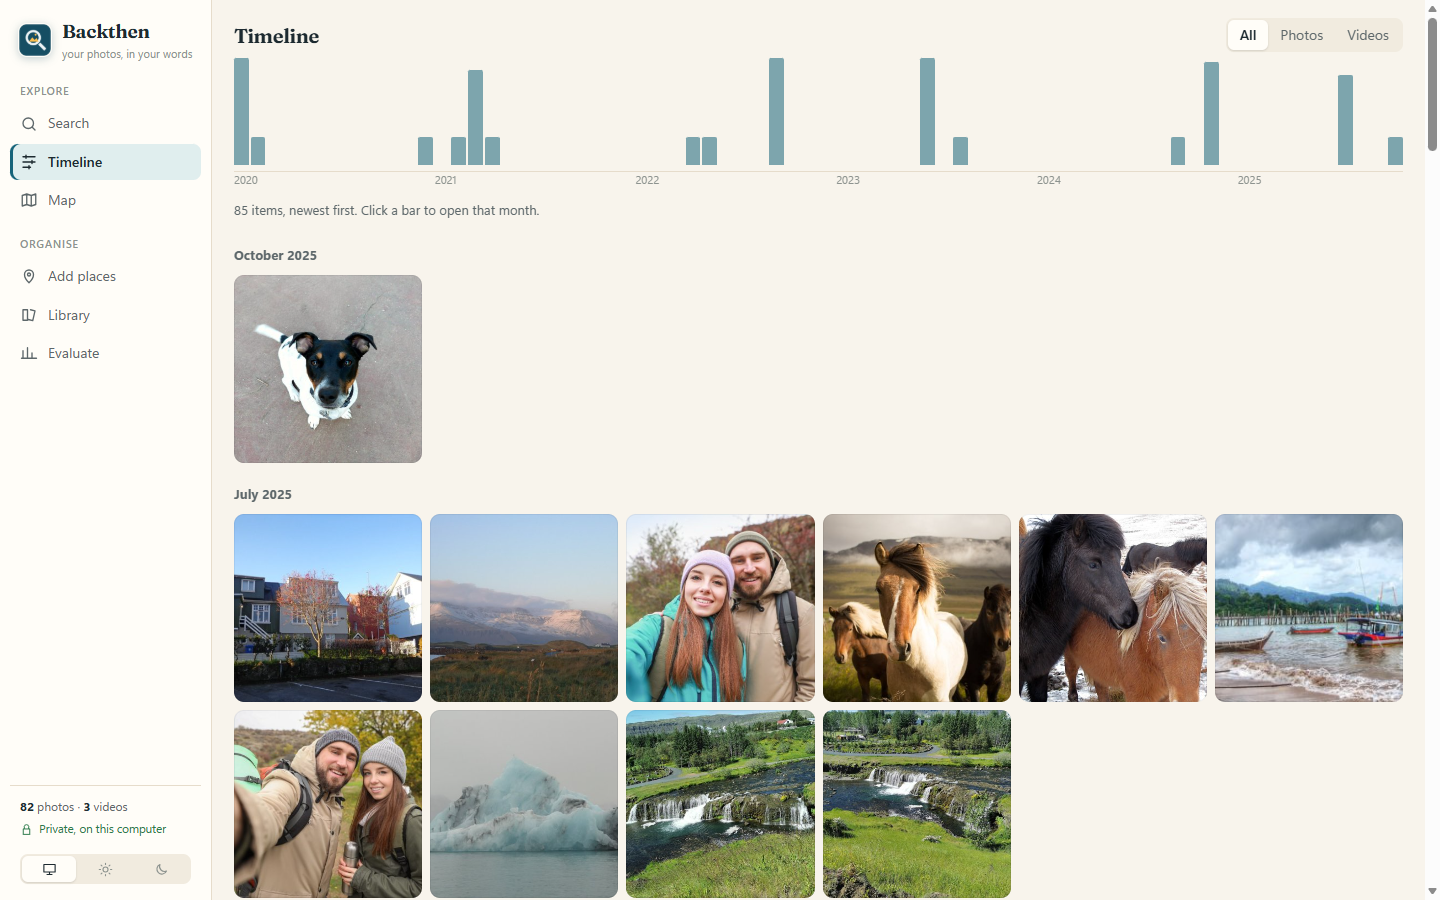 Backthen
your photos, in your words
EXPLORE
Search
Timeline
Map
ORGANISE
Add places
Library
Evaluate
82 photos · 3 videos
Private, on this computer
Timeline
All Photos Videos
2020 2021 2022 2023 2024 2025
85 items, newest first. Click a bar to open that month.
October 2025
July 2025